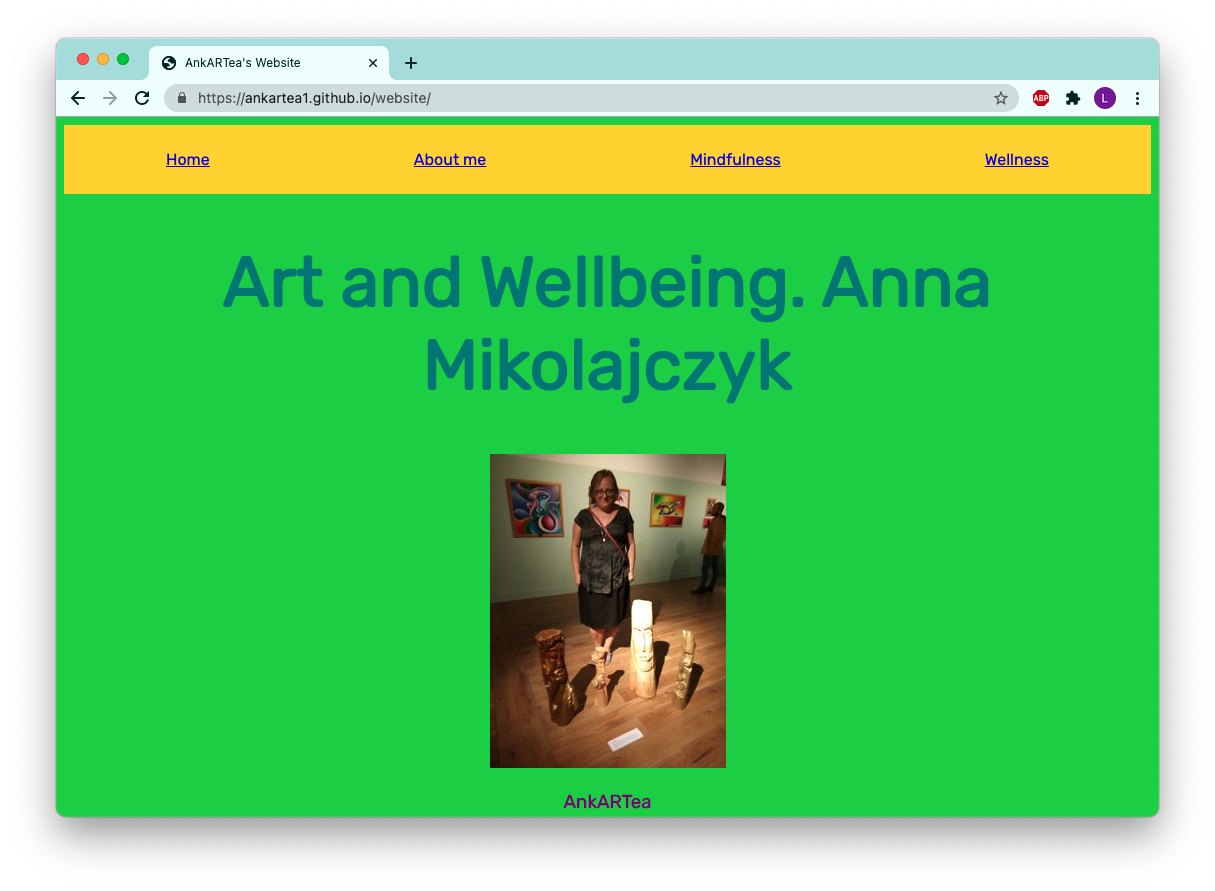 AnkARTea's Website
https://ankartea1.github.io/website/
ABP
L
Home About me Mindfulness Wellness
Art and Wellbeing. Anna
Mikolajczyk
AnkARTea